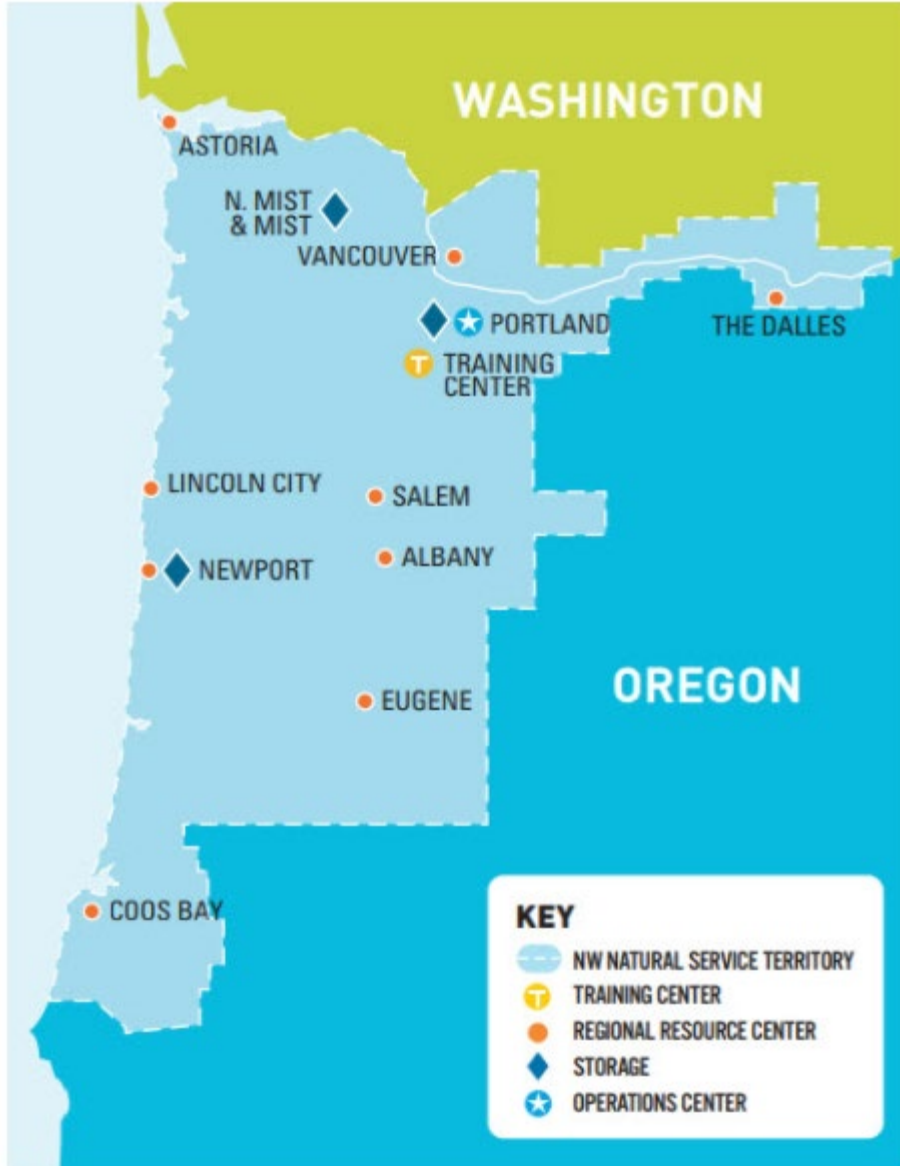 WASHINGTON
ASTORIA
N. MIST
& MIST
VANCOUVER
PORTLAND
THE DALLES
T
TRAINING
CENTER
LINCOLN CITY
SALEM
ALBANY
NEWPORT
OREGON
EUGENE
COOS BAY
KEY
NW NATURAL SERVICE TERRITORY
T
TRAINING CENTER
REGIONAL RESOURCE CENTER
STORAGE
OPERATIONS CENTER